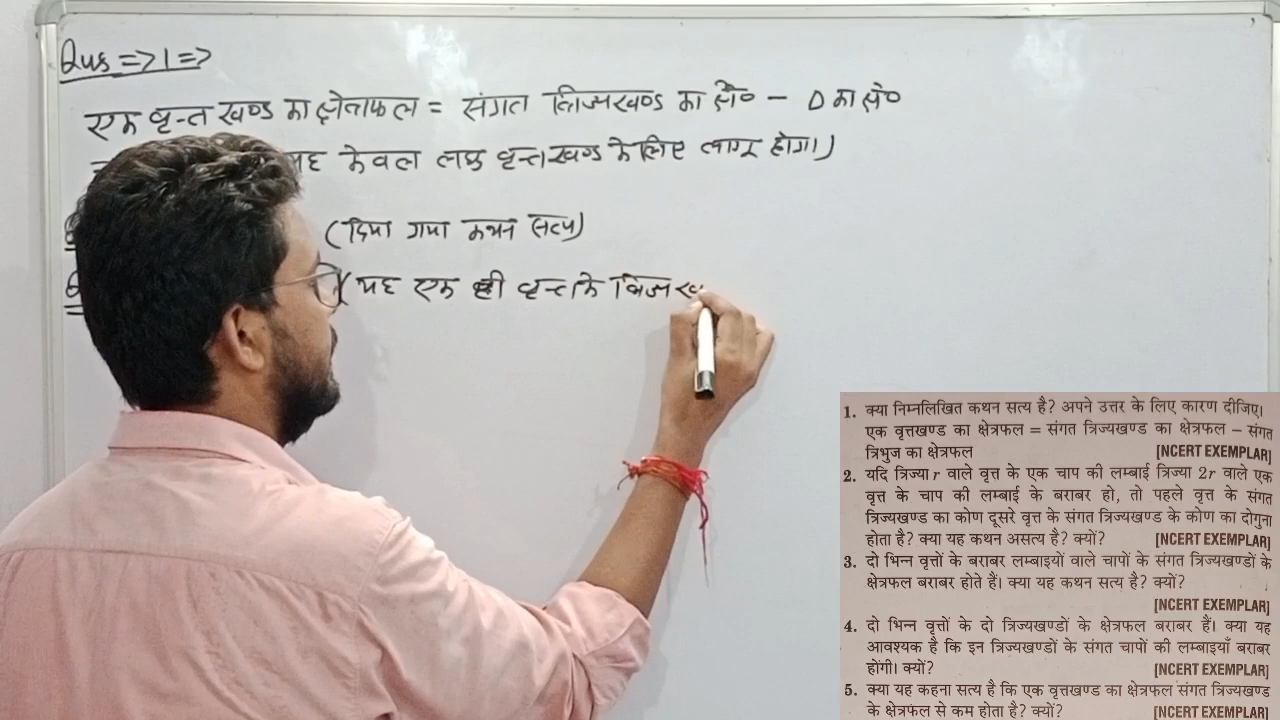 Qus => 1 =>
एक वृत्त खण्ड का क्षेत्रफल = संगत त्रिज्यखण्ड का क्षे० – Δ का क्षे०
यह केवल लघु वृत्तखण्ड के लिए लागू होगा)
(दिया गया कथन सत्य)
(यह एक ही वृत्त के त्रिज्यख
1. क्या निम्नलिखित कथन सत्य है? अपने उत्तर के लिए कारण दीजिए।
एक वृत्तखण्ड का क्षेत्रफल = संगत त्रिज्यखण्ड का क्षेत्रफल – संगत
त्रिभुज का क्षेत्रफल [NCERT EXEMPLAR]
2. यदि त्रिज्या r वाले वृत्त के एक चाप की लम्बाई त्रिज्या 2r वाले एक
वृत्त के चाप की लम्बाई के बराबर हो, तो पहले वृत्त के संगत
त्रिज्यखण्ड का कोण दूसरे वृत्त के संगत त्रिज्यखण्ड के कोण का दोगुना
होता है? क्या यह कथन असत्य है? क्यों? [NCERT EXEMPLAR]
3. दो भिन्न वृत्तों के बराबर लम्बाइयों वाले चापों के संगत त्रिज्यखण्डों के
क्षेत्रफल बराबर होते हैं। क्या यह कथन सत्य है? क्यों?
[NCERT EXEMPLAR]
4. दो भिन्न वृत्तों के दो त्रिज्यखण्डों के क्षेत्रफल बराबर हैं। क्या यह
आवश्यक है कि इन त्रिज्यखण्डों के संगत चापों की लम्बाइयाँ बराबर
होंगी। क्यों? [NCERT EXEMPLAR]
5. क्या यह कहना सत्य है कि एक वृत्तखण्ड का क्षेत्रफल संगत त्रिज्यखण्ड
के क्षेत्रफल से कम होता है? क्यों? [NCERT EXEMPLAR]